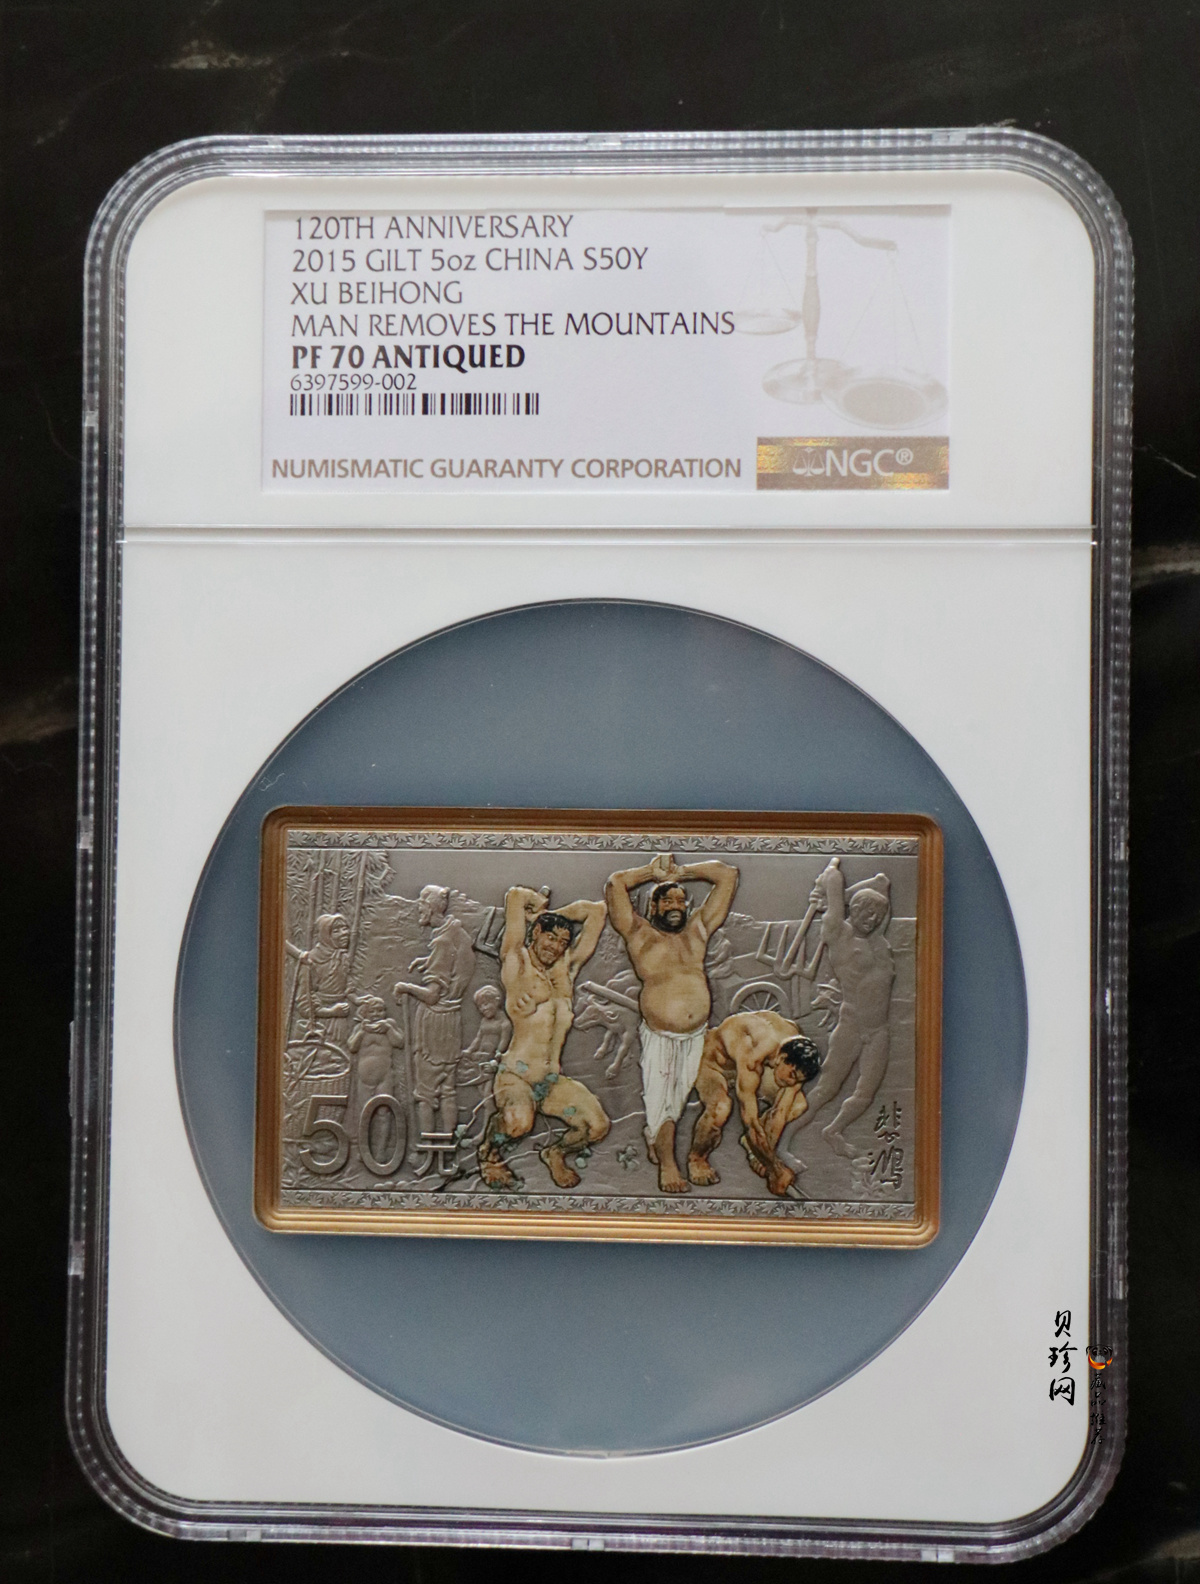 120TH ANNIVERSARY
2015 GILT 5oz CHINA S50Y
XU BEIHONG
MAN REMOVES THE MOUNTAINS
PF 70 ANTIQUED
6397599-002
NUMISMATIC GUARANTY CORPORATION
NGC®
50元
悲鸿
贝珍网